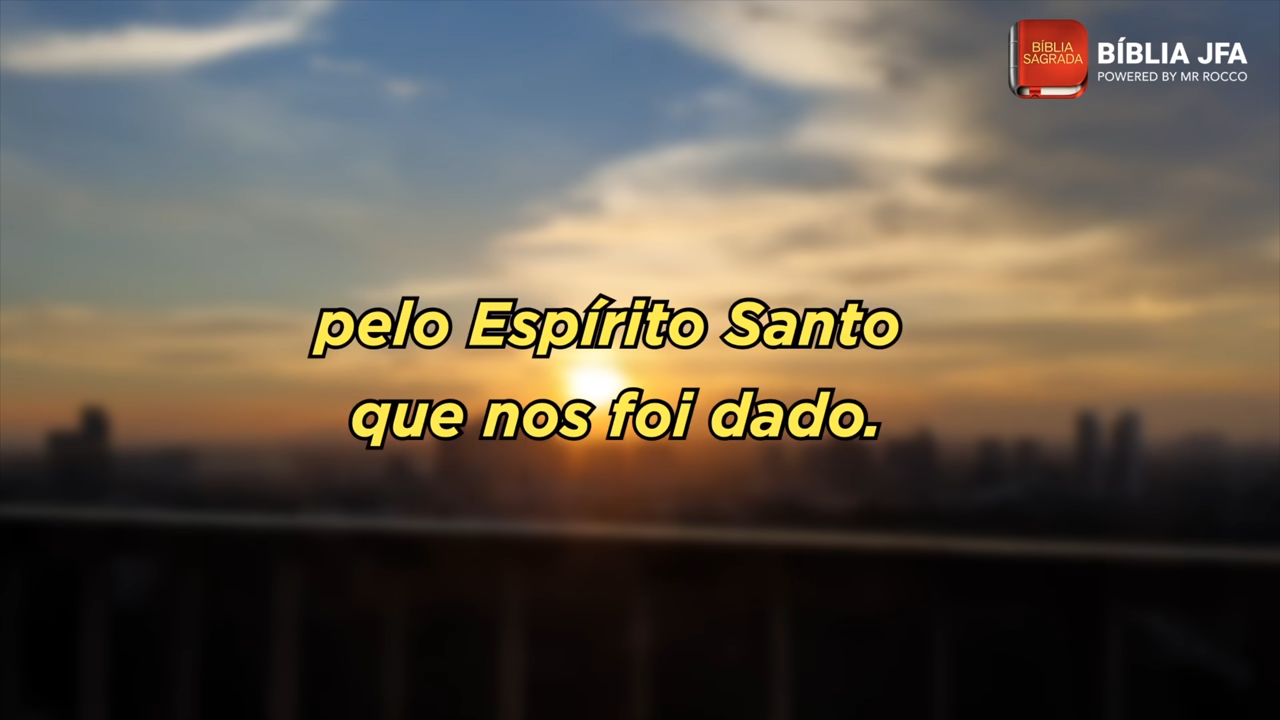 BÍBLIA
SAGRADA
BÍBLIA JFA
POWERED BY MR ROCCO
pelo Espírito Santo
que nos foi dado.